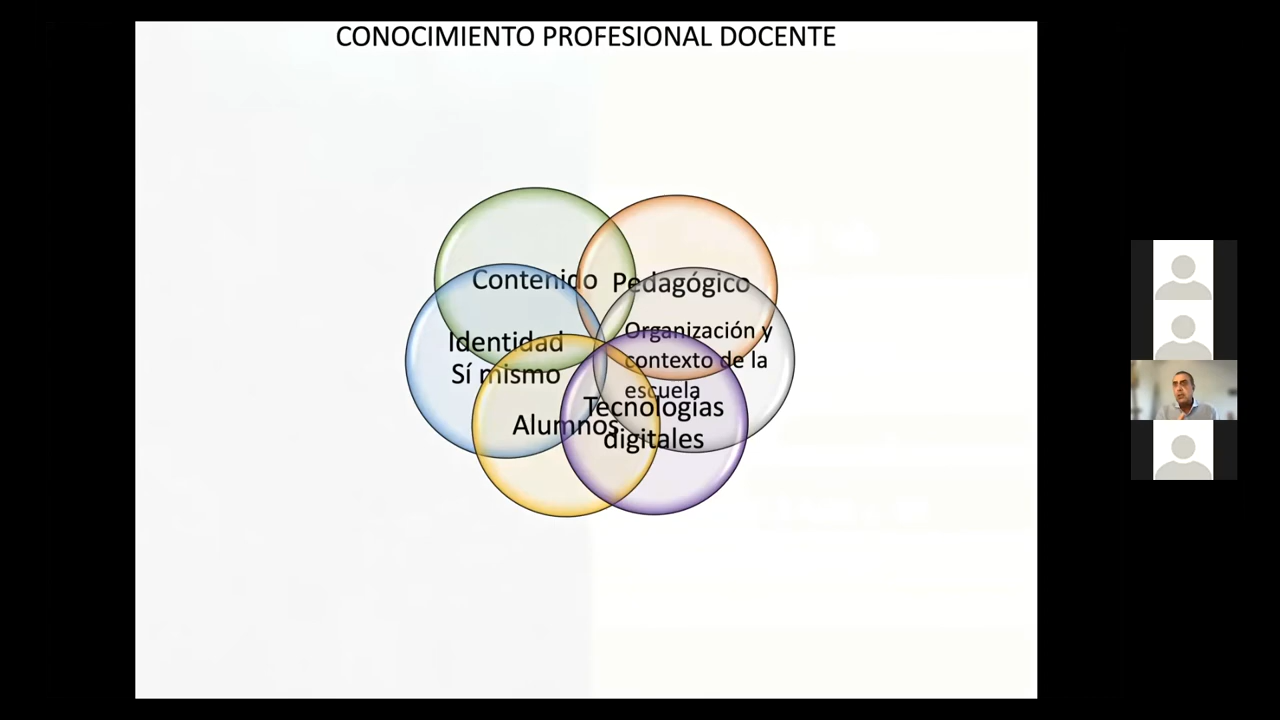 CONOCIMIENTO PROFESIONAL DOCENTE
Contenido
Pedagógico
Identidad
Sí mismo
Organización y
contexto de la
escuela
Alumnos
Tecnologías
digitales